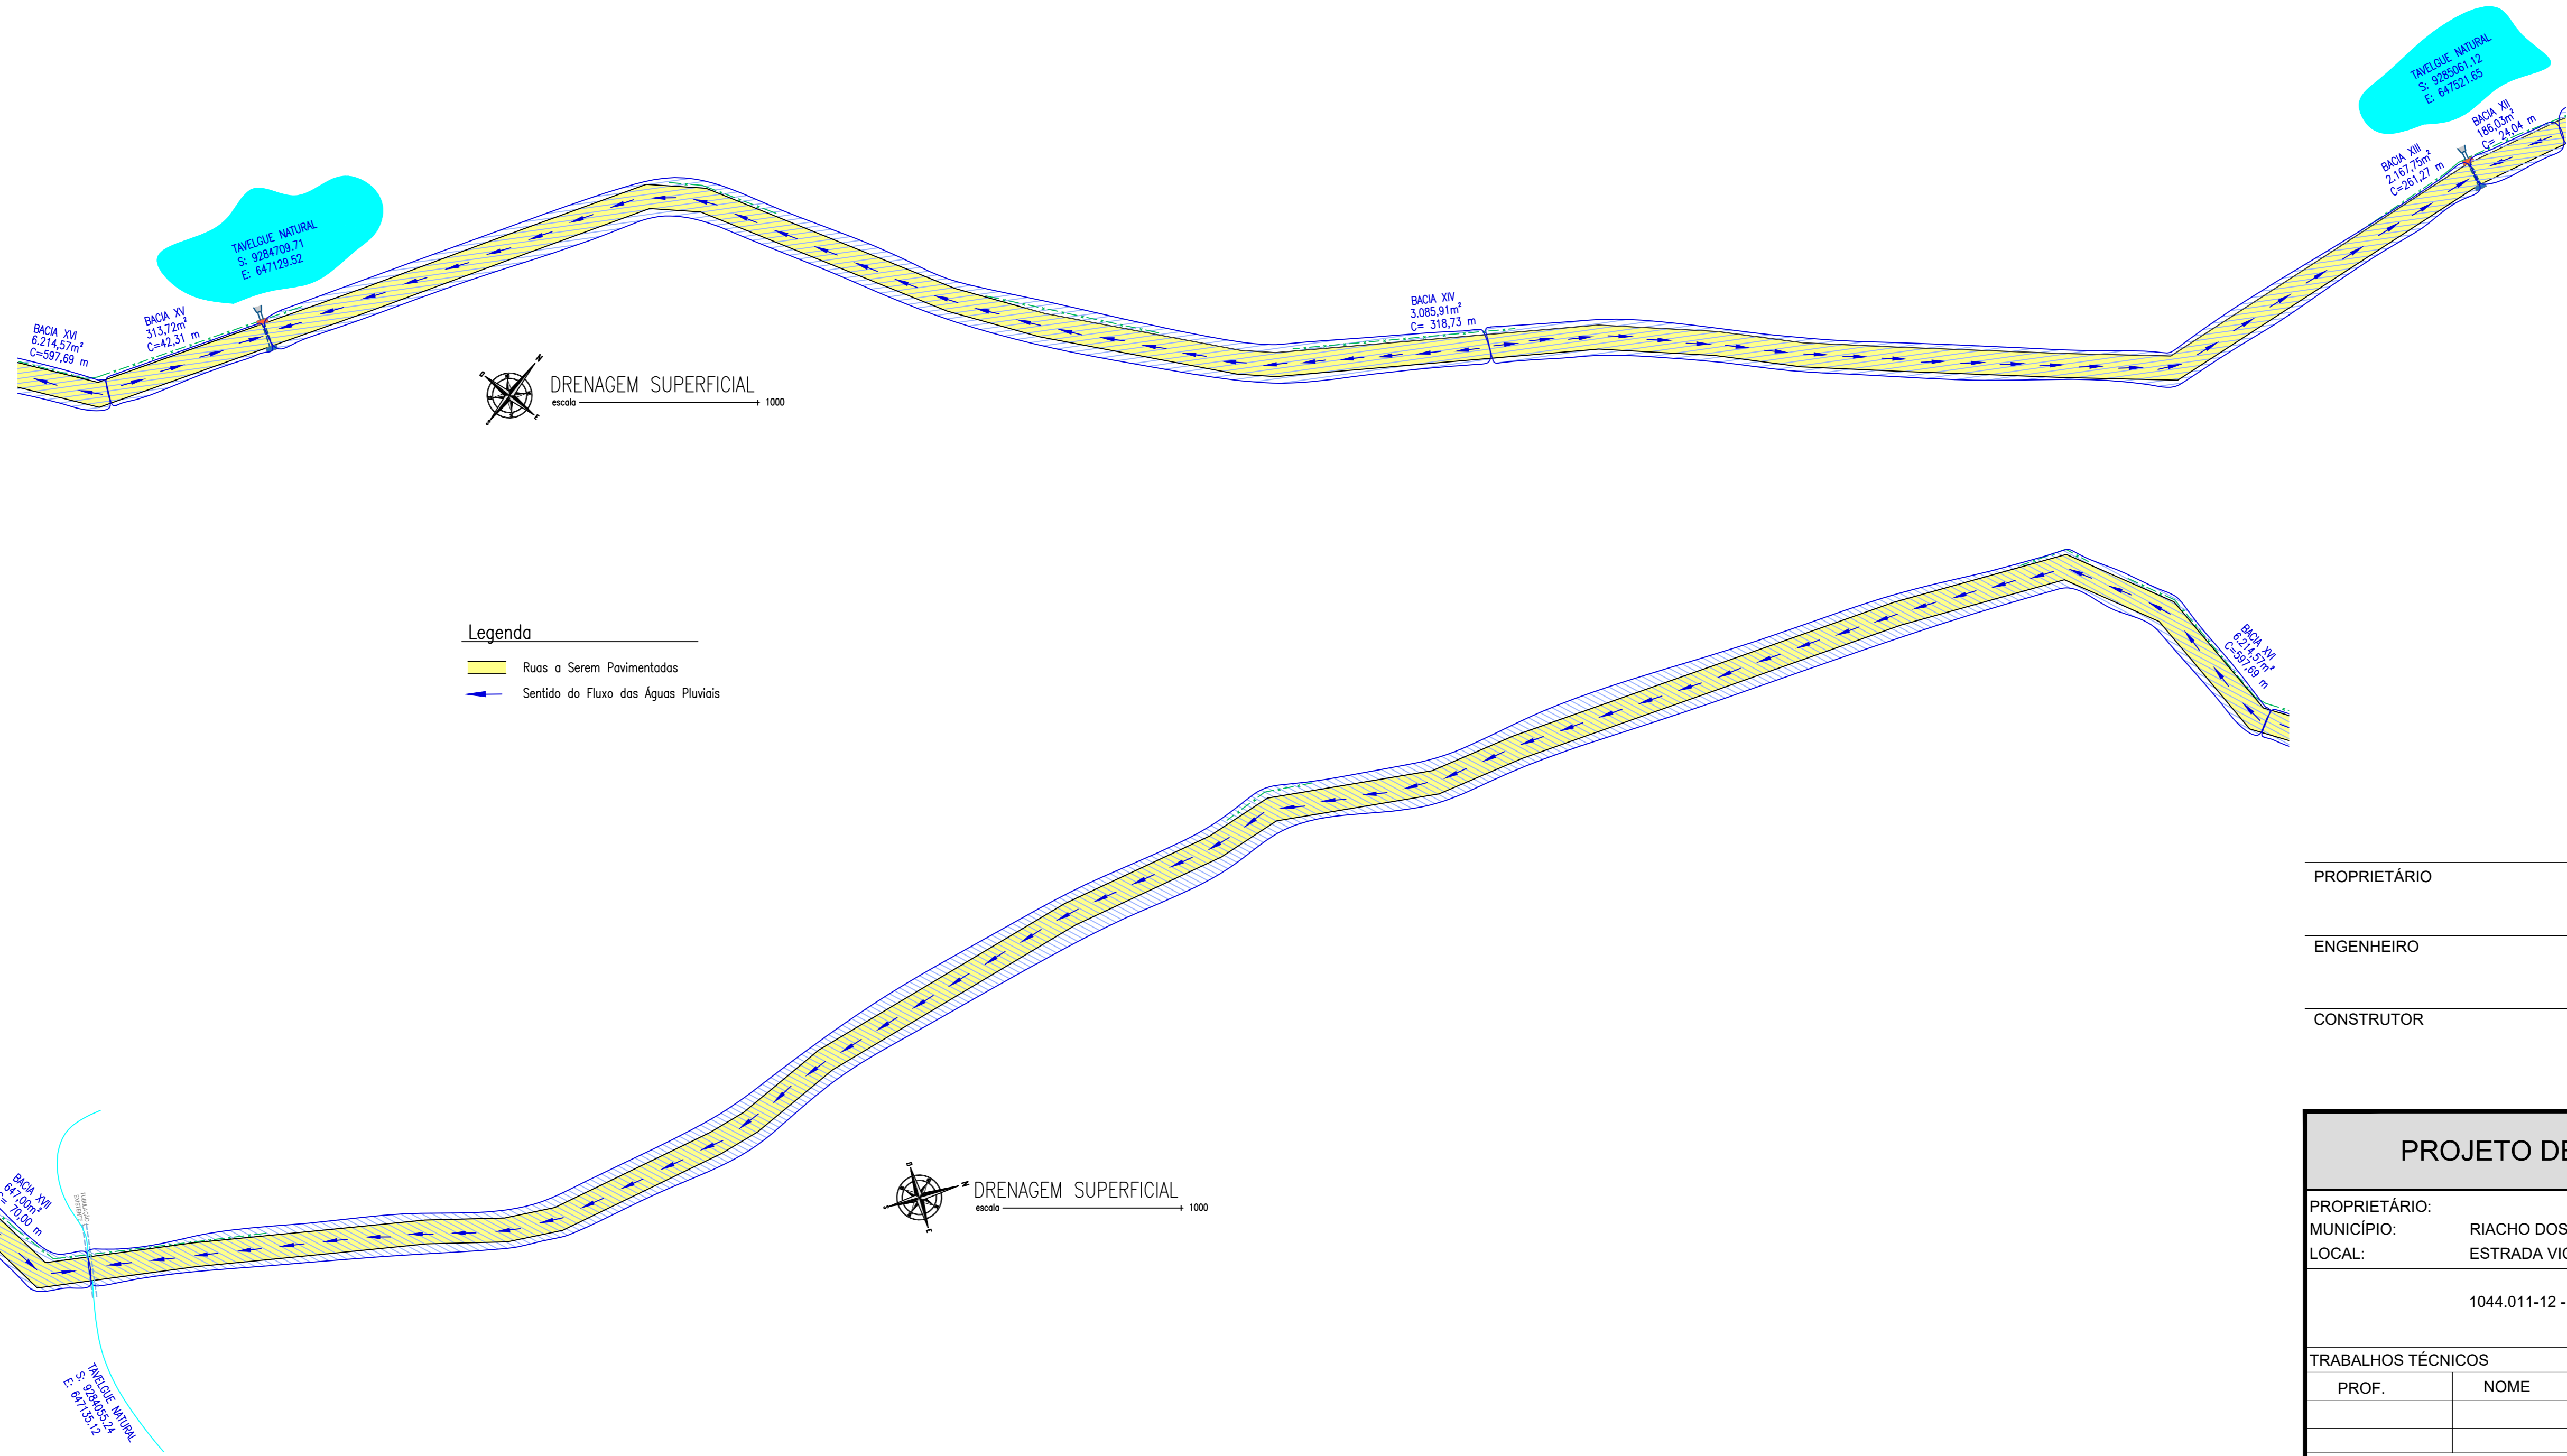 TAVELGUE NATURAL
S: 9285061.12
E: 647521.65
BACIA XII
186,03m²
C= 24,04 m
BACIA XIII
2.167,75m²
C=261,27 m
TAVELGUE NATURAL
S: 9284709.71
E: 647129.52
BACIA XVI
6.214,57m²
C=597,69 m
BACIA XV
313,72m²
C=42,31 m
BACIA XIV
3.085,91m²
C= 318,73 m
N
O
E
S
DRENAGEM SUPERFICIAL
escala 1000
Legenda
Ruas a Serem Pavimentadas
Sentido do Fluxo das Águas Pluviais
BACIA XVI
6.214,57m²
C=597,69 m
PROPRIETÁRIO
ENGENHEIRO
CONSTRUTOR
BACIA XVII
647,00m²
C= 70,00 m
TUBULAÇÃO
EXISTENTE
O
N
S
E
DRENAGEM SUPERFICIAL
escala 1000
TAVELGUE NATURAL
S: 9284055.24
E: 647135.12
PROJETO DE
PROPRIETÁRIO:
MUNICÍPIO: RIACHO DOS
LOCAL: ESTRADA VIC
1044.011-12 -
TRABALHOS TÉCNICOS
PROF. NOME